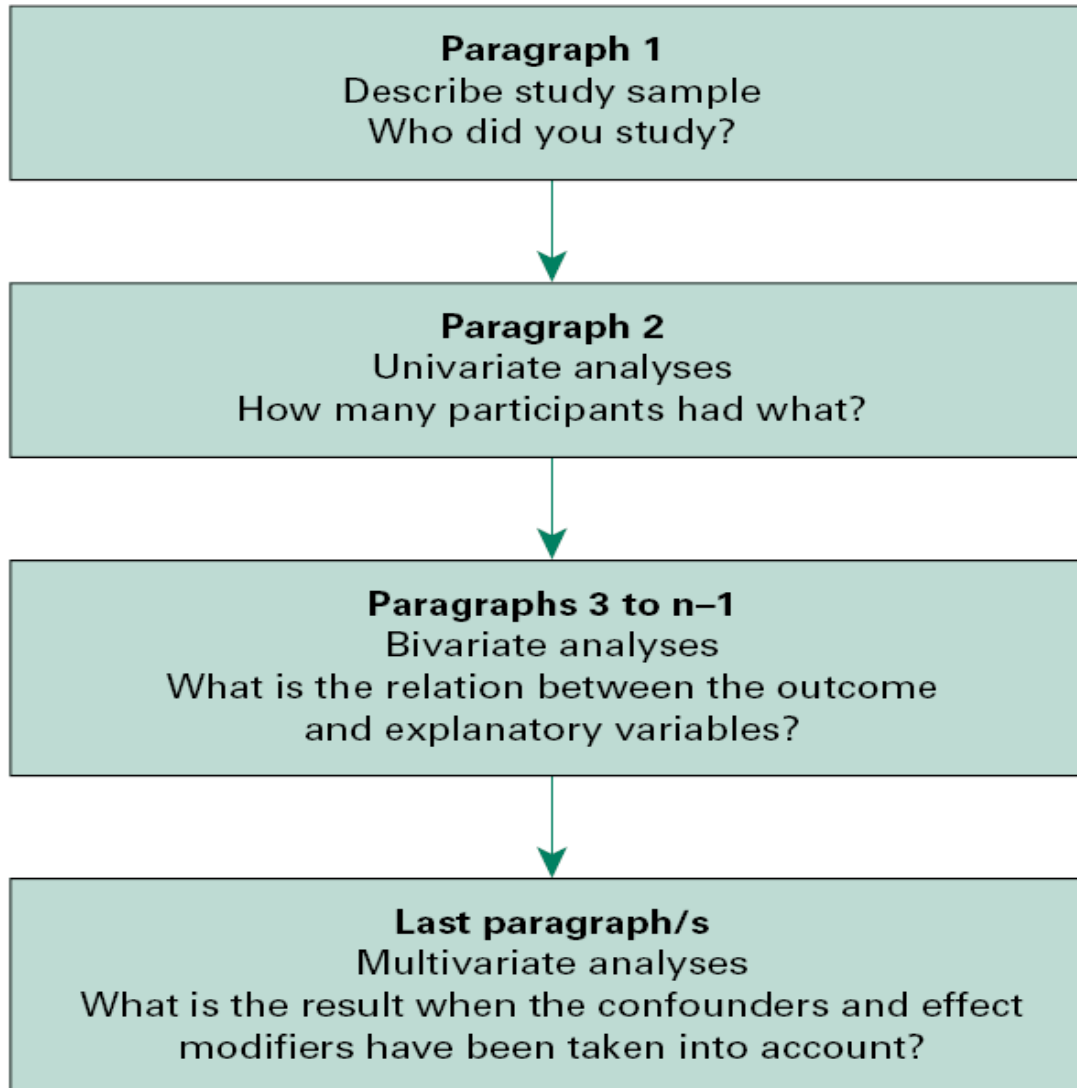 Paragraph 1
Describe study sample
Who did you study?
Paragraph 2
Univariate analyses
How many participants had what?
Paragraphs 3 to n–1
Bivariate analyses
What is the relation between the outcome
and explanatory variables?
Last paragraph/s
Multivariate analyses
What is the result when the confounders and effect
modifiers have been taken into account?